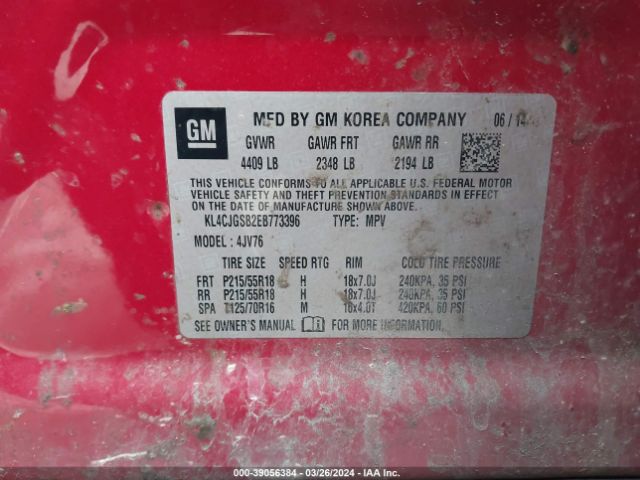 GM
MFD BY GM KOREA COMPANY 06 / 14
GVWR GAWR FRT GAWR RR
4409 LB 2348 LB 2194 LB
THIS VEHICLE CONFORMS TO ALL APPLICABLE U.S. FEDERAL MOTOR
VEHICLE SAFETY AND THEFT PREVENTION STANDARDS IN EFFECT
ON THE DATE OF MANUFACTURE SHOWN ABOVE.
KL4CJGSB2EB773396 TYPE: MPV
MODEL : 4JV76
TIRE SIZE SPEED RTG RIM COLD TIRE PRESSURE
FRT P215/55R18 H 18x7.0J 240KPA, 35 PSI
RR P215/55R18 H 18x7.0J 240KPA, 35 PSI
SPA T125/70R16 M 16x4.0T 420KPA, 60 PSI
SEE OWNER'S MANUAL FOR MORE INFORMATION.
000-39056384 | 03/26/2024 | IAA Inc.